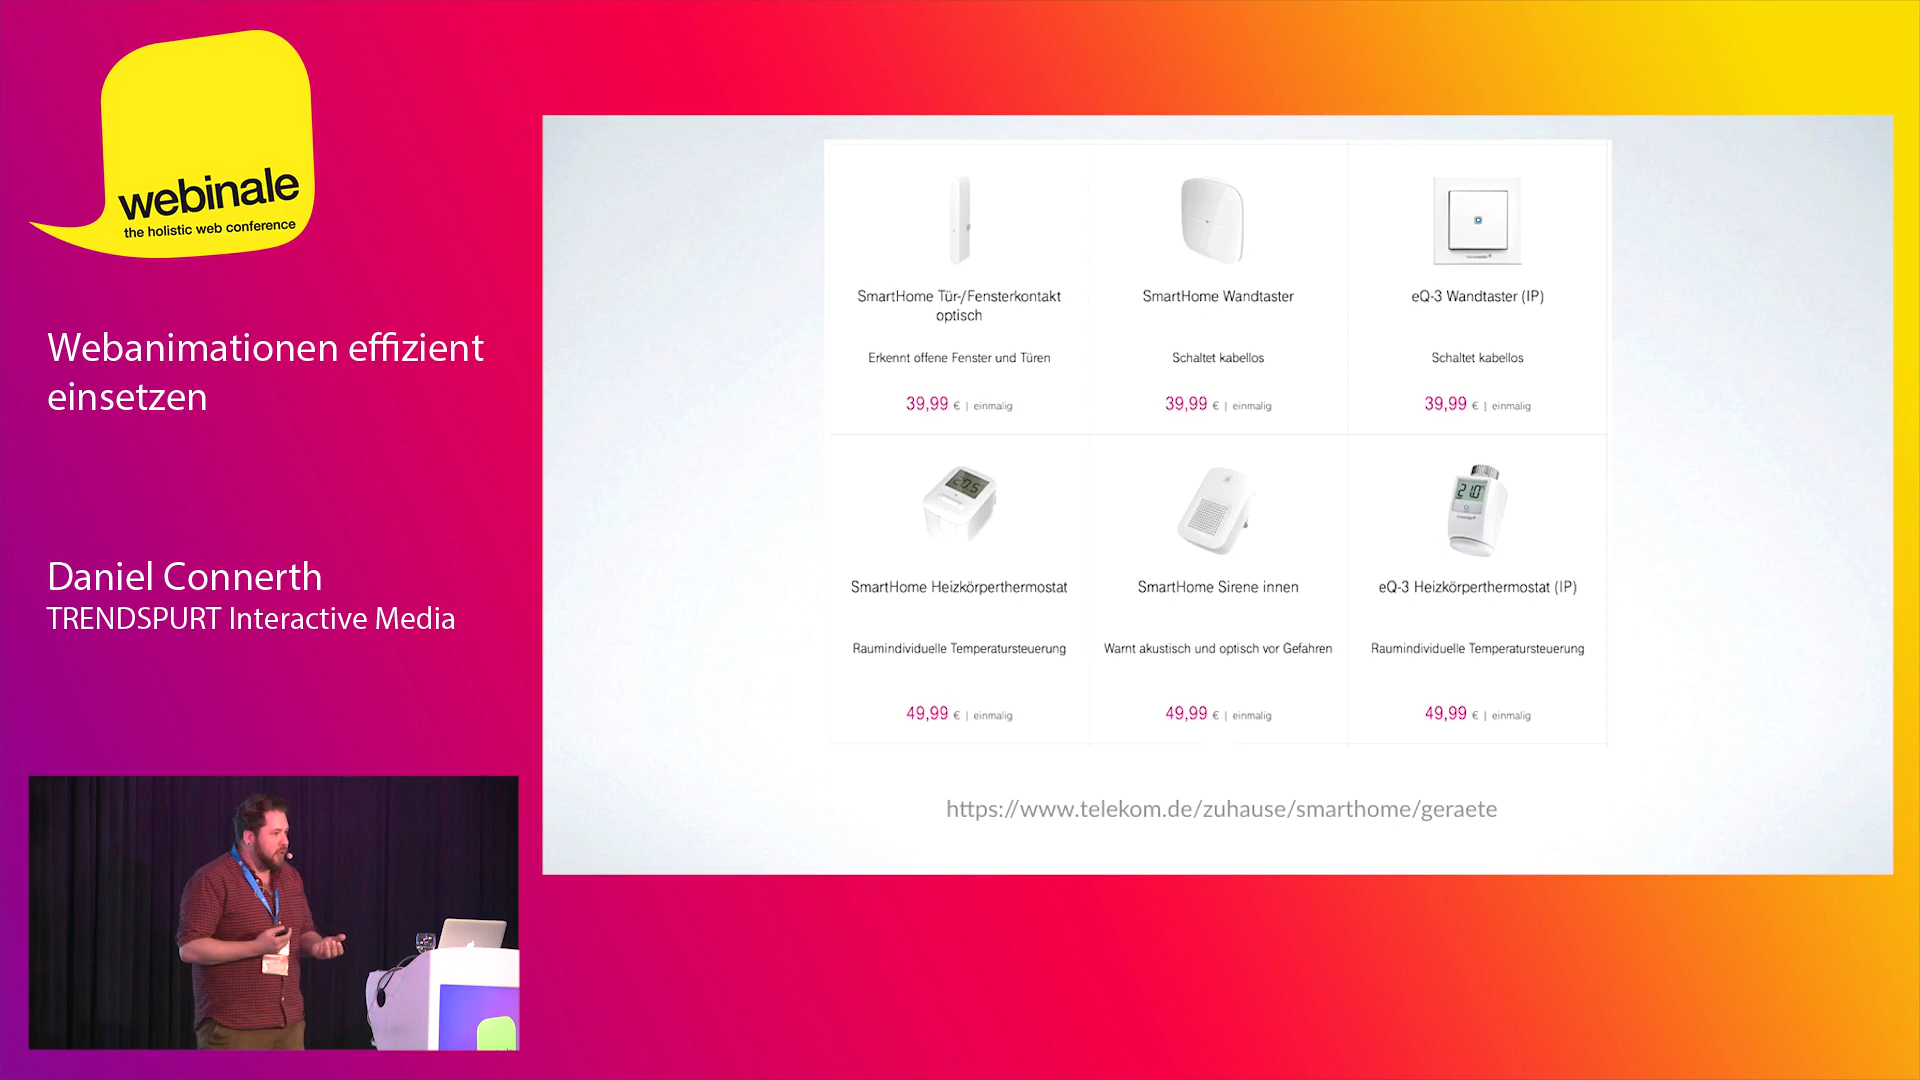 webinale
the holistic web conference
Webanimationen effizient
einsetzen
Daniel Connerth
TRENDSPURT Interactive Media
SmartHome Tür-/Fensterkontakt
optisch
Erkennt offene Fenster und Türen
39,99 € | einmalig
SmartHome Wandtaster
Schaltet kabellos
39,99 € | einmalig
eQ-3 Wandtaster (IP)
Schaltet kabellos
39,99 € | einmalig
SmartHome Heizkörperthermostat
Raumindividuelle Temperatursteuerung
49,99 € | einmalig
SmartHome Sirene innen
Warnt akustisch und optisch vor Gefahren
49,99 € | einmalig
21.0°
eQ-3 Heizkörperthermostat (IP)
Raumindividuelle Temperatursteuerung
49,99 € | einmalig
https://www.telekom.de/zuhause/smarthome/geraete